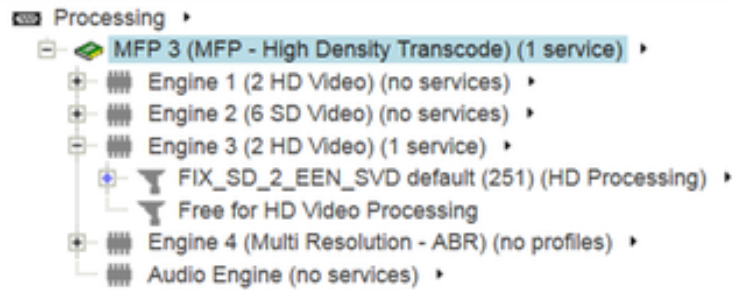 Processing
MFP 3 (MFP - High Density Transcode) (1 service)
Engine 1 (2 HD Video) (no services)
Engine 2 (6 SD Video) (no services)
Engine 3 (2 HD Video) (1 service)
FIX_SD_2_EEN_SVD default (251) (HD Processing)
Free for HD Video Processing
Engine 4 (Multi Resolution - ABR) (no profiles)
Audio Engine (no services)